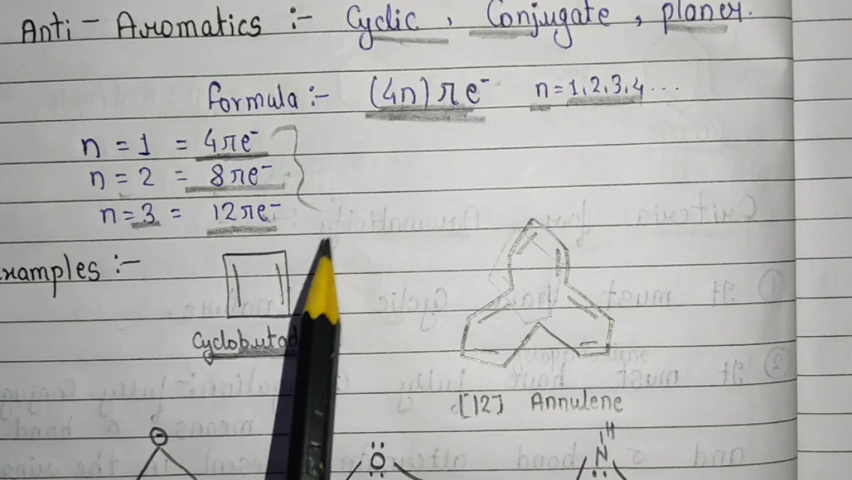 Anti-Aromatics :- Cyclic, Conjugate, planer.
formula :- (4n)πe⁻ n=1,2,3,4...
n = 1 = 4πe⁻
n = 2 = 8πe⁻
n = 3 = 12πe⁻
xamples :-
Cyclobutad
[12] Annulene
⊖
Ö
H
N̈